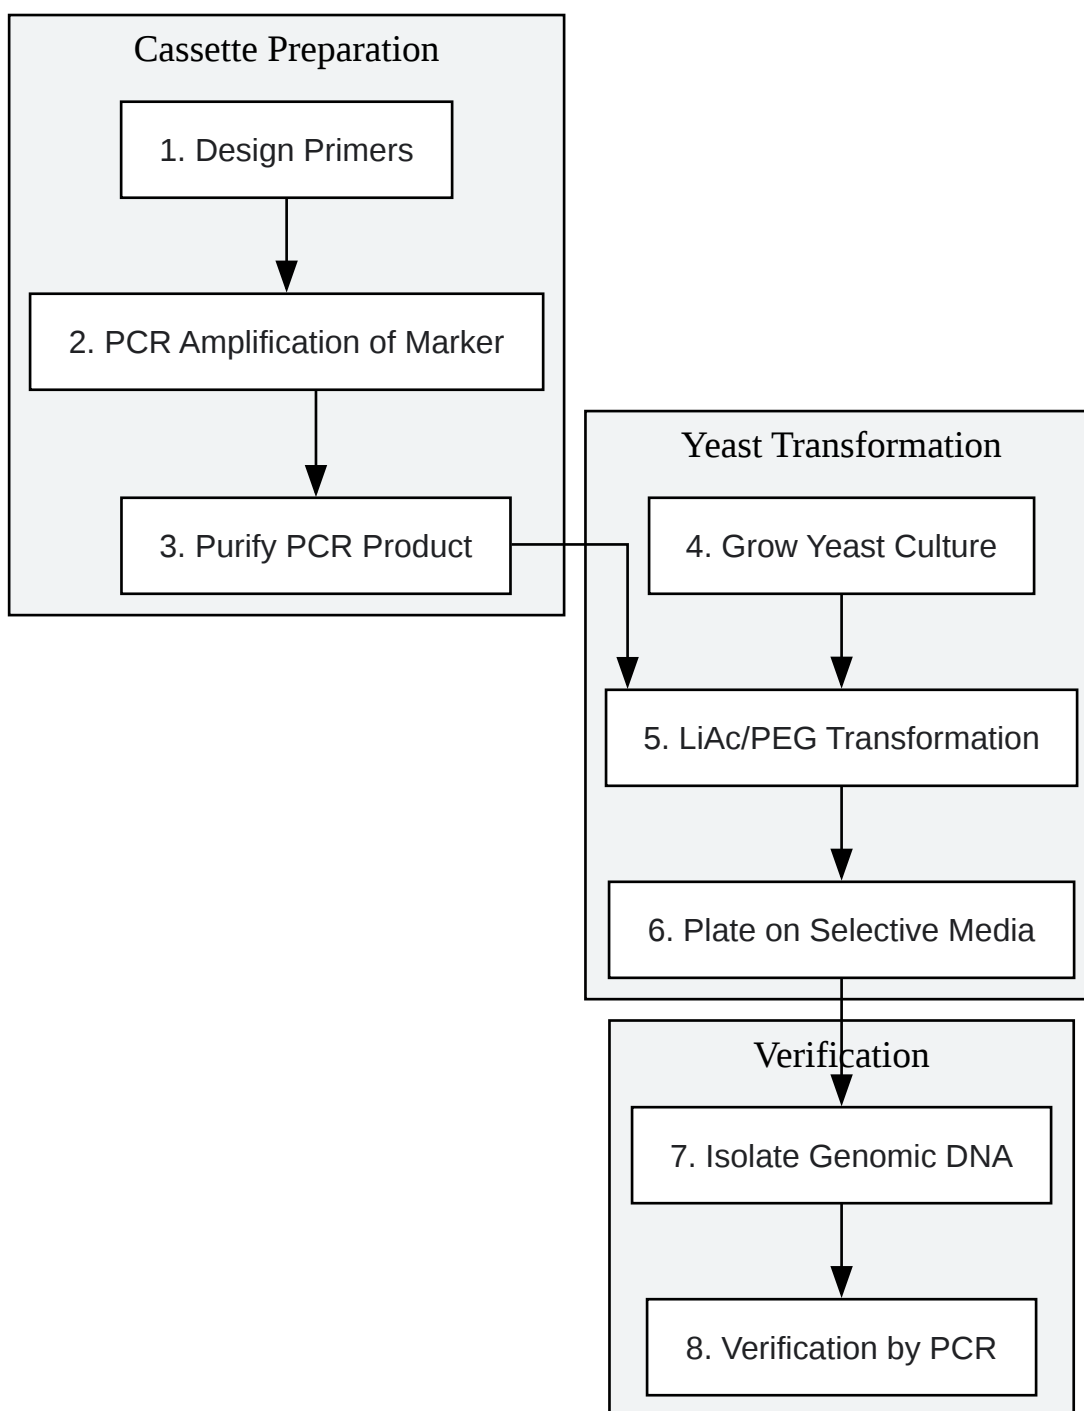 Cassette Preparation
1. Design Primers
2. PCR Amplification of Marker
3. Purify PCR Product
Yeast Transformation
4. Grow Yeast Culture
5. LiAc/PEG Transformation
6. Plate on Selective Media
Verification
7. Isolate Genomic DNA
8. Verification by PCR